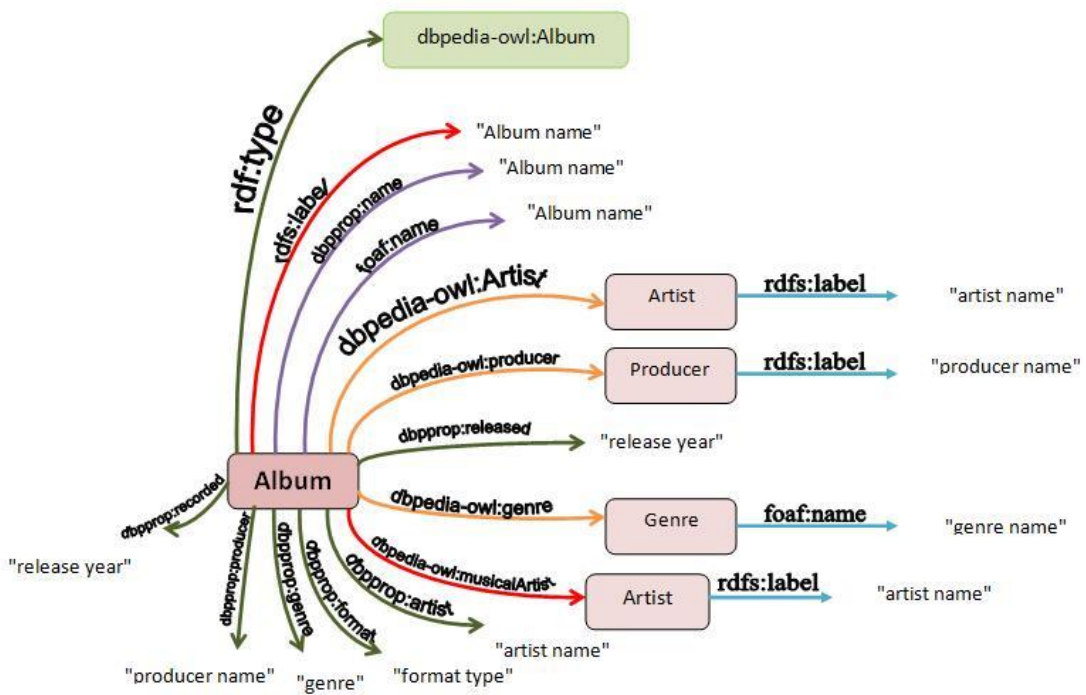 dbpedia-owl:Album
rdf:type
rdfs:label
"Album name"
dbpprop:name
"Album name"
foaf:name
"Album name"
dbpedia-owl:Artist
Artist
rdfs:label
"artist name"
dbpedia-owl:producer
Producer
rdfs:label
"producer name"
dbpprop:released
"release year"
Album
dbpedia-owl:genre
Genre
foaf:name
"genre name"
dbpprop:recorded
"release year"
dbpedia-owl:musicalArtist
Artist
rdfs:label
"artist name"
dbpprop:producer
"producer name"
dbpprop:genre
"genre"
dbpprop:format
"format type"
dbpprop:artist
"artist name"